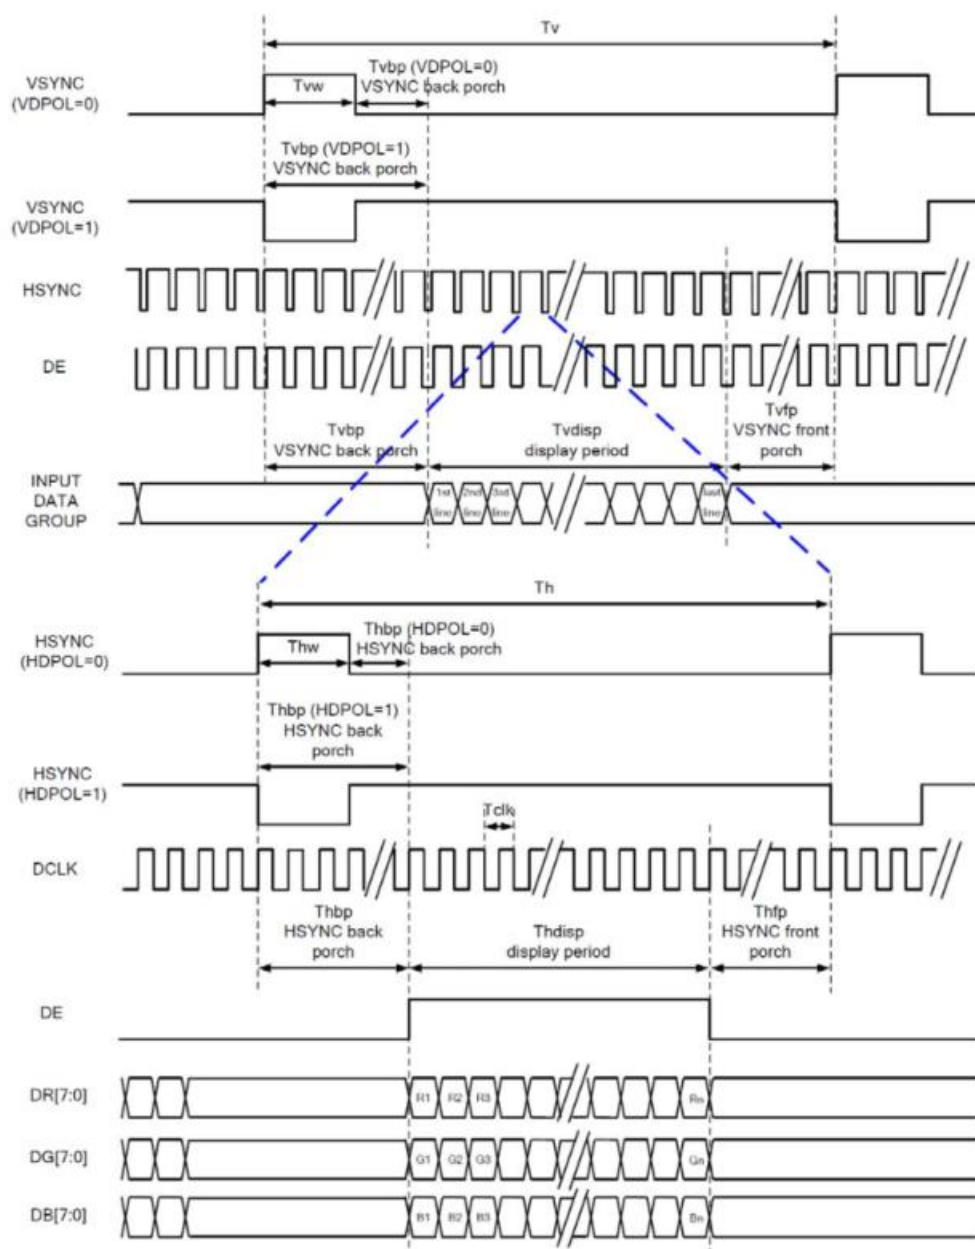 Tv
VSYNC
(VDPOL=0)
Tvw
Tvbp (VDPOL=0)
VSYNC back porch
Tvbp (VDPOL=1)
VSYNC back porch
VSYNC
(VDPOL=1)
HSYNC
DE
Tvbp
VSYNC back porch
Tvdisp
display period
Tvfp
VSYNC front
porch
INPUT
DATA
GROUP
1st
line
2nd
line
3rd
line
last
line
Th
HSYNC
(HDPOL=0)
Thw
Thbp (HDPOL=0)
HSYNC back porch
Thbp (HDPOL=1)
HSYNC back
porch
HSYNC
(HDPOL=1)
Tclk
DCLK
Thbp
HSYNC back
porch
Thdisp
display period
Thfp
HSYNC front
porch
DE
DR[7:0]
R1 R2 R3 Rn
DG[7:0]
G1 G2 G3 Gn
DB[7:0]
B1 B2 B3 Bn